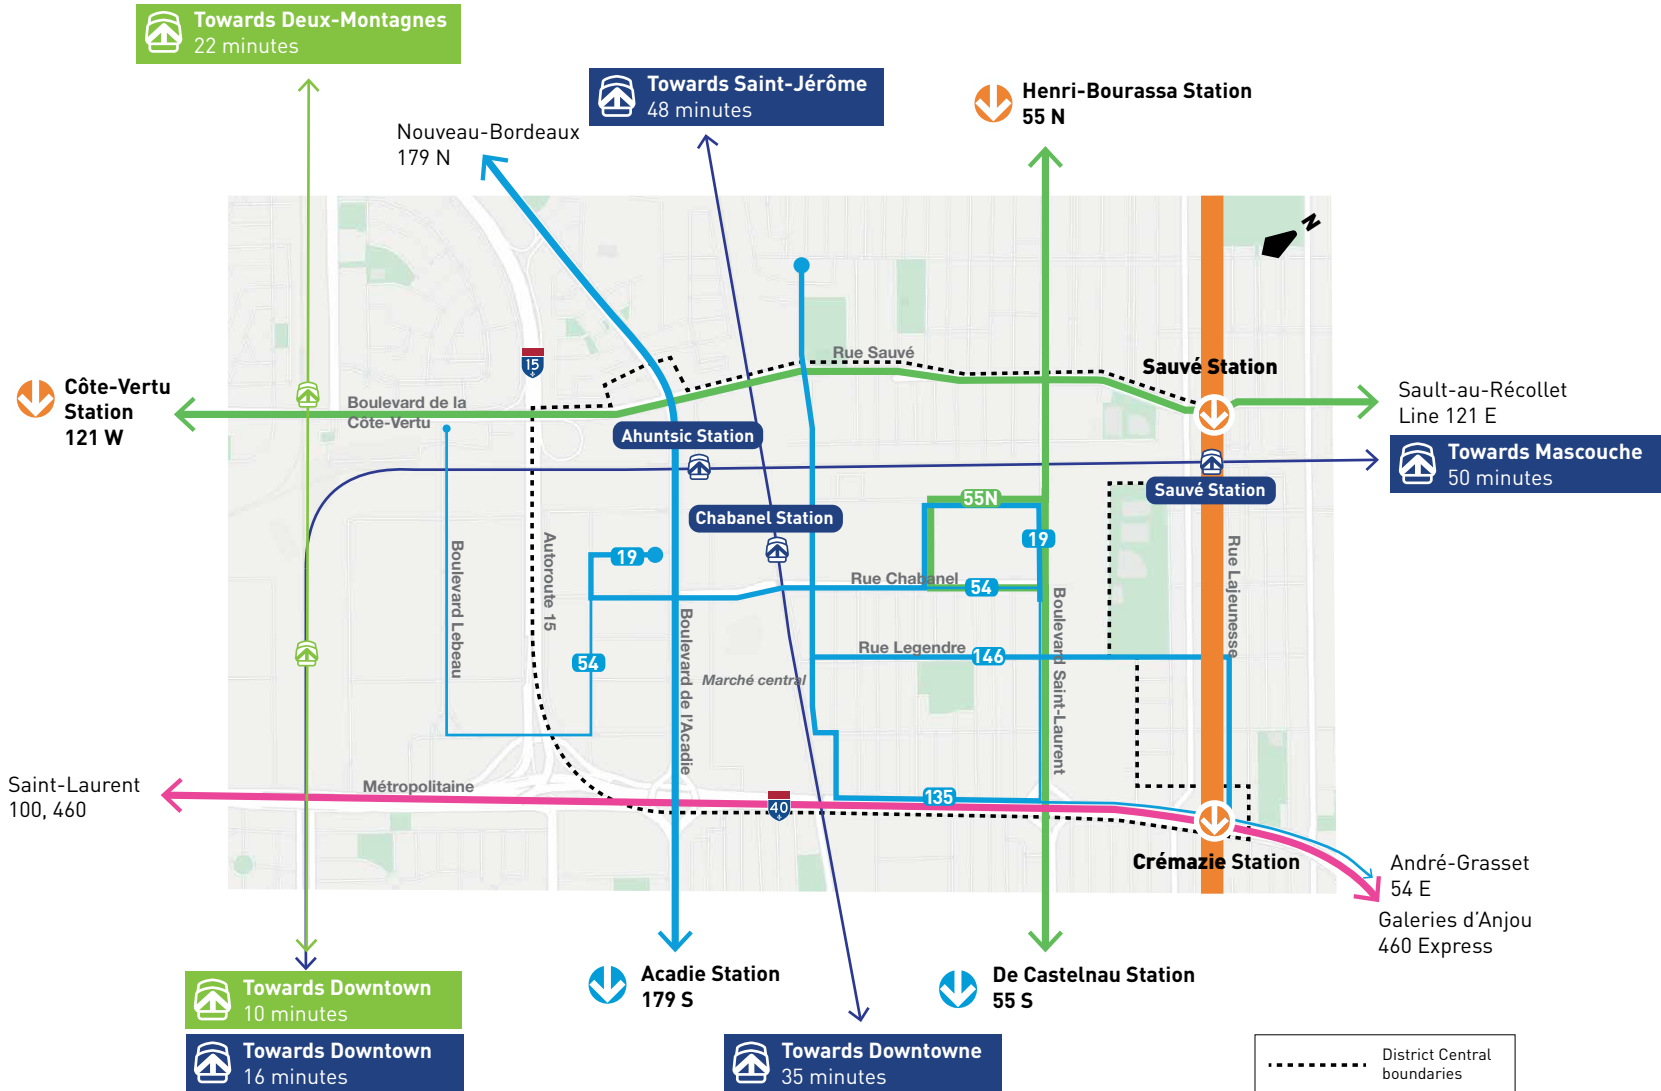 Towards Deux-Montagnes
22 minutes
Towards Saint-Jérôme
48 minutes
Henri-Bourassa Station
55 N
Nouveau-Bordeaux
179 N
N
15
Rue Sauvé
Sauvé Station
Côte-Vertu
Station
121 W
Boulevard de la
Côte-Vertu
Sault-au-Récollet
Line 121 E
Ahuntsic Station
Towards Mascouche
50 minutes
Sauvé Station
Chabanel Station
55N
19
19
Autoroute 15
Boulevard Lebeau
Rue Chabanel
54
Rue Lajeunesse
Boulevard Saint-Laurent
Boulevard de l'Acadie
Rue Legendre
146
54
Marché central
Saint-Laurent
100, 460
Métropolitaine
40
135
Crémazie Station
André-Grasset
54 E
Galeries d'Anjou
460 Express
Acadie Station
179 S
De Castelnau Station
55 S
Towards Downtown
10 minutes
Towards Downtown
16 minutes
Towards Downtowne
35 minutes
District Central
boundaries